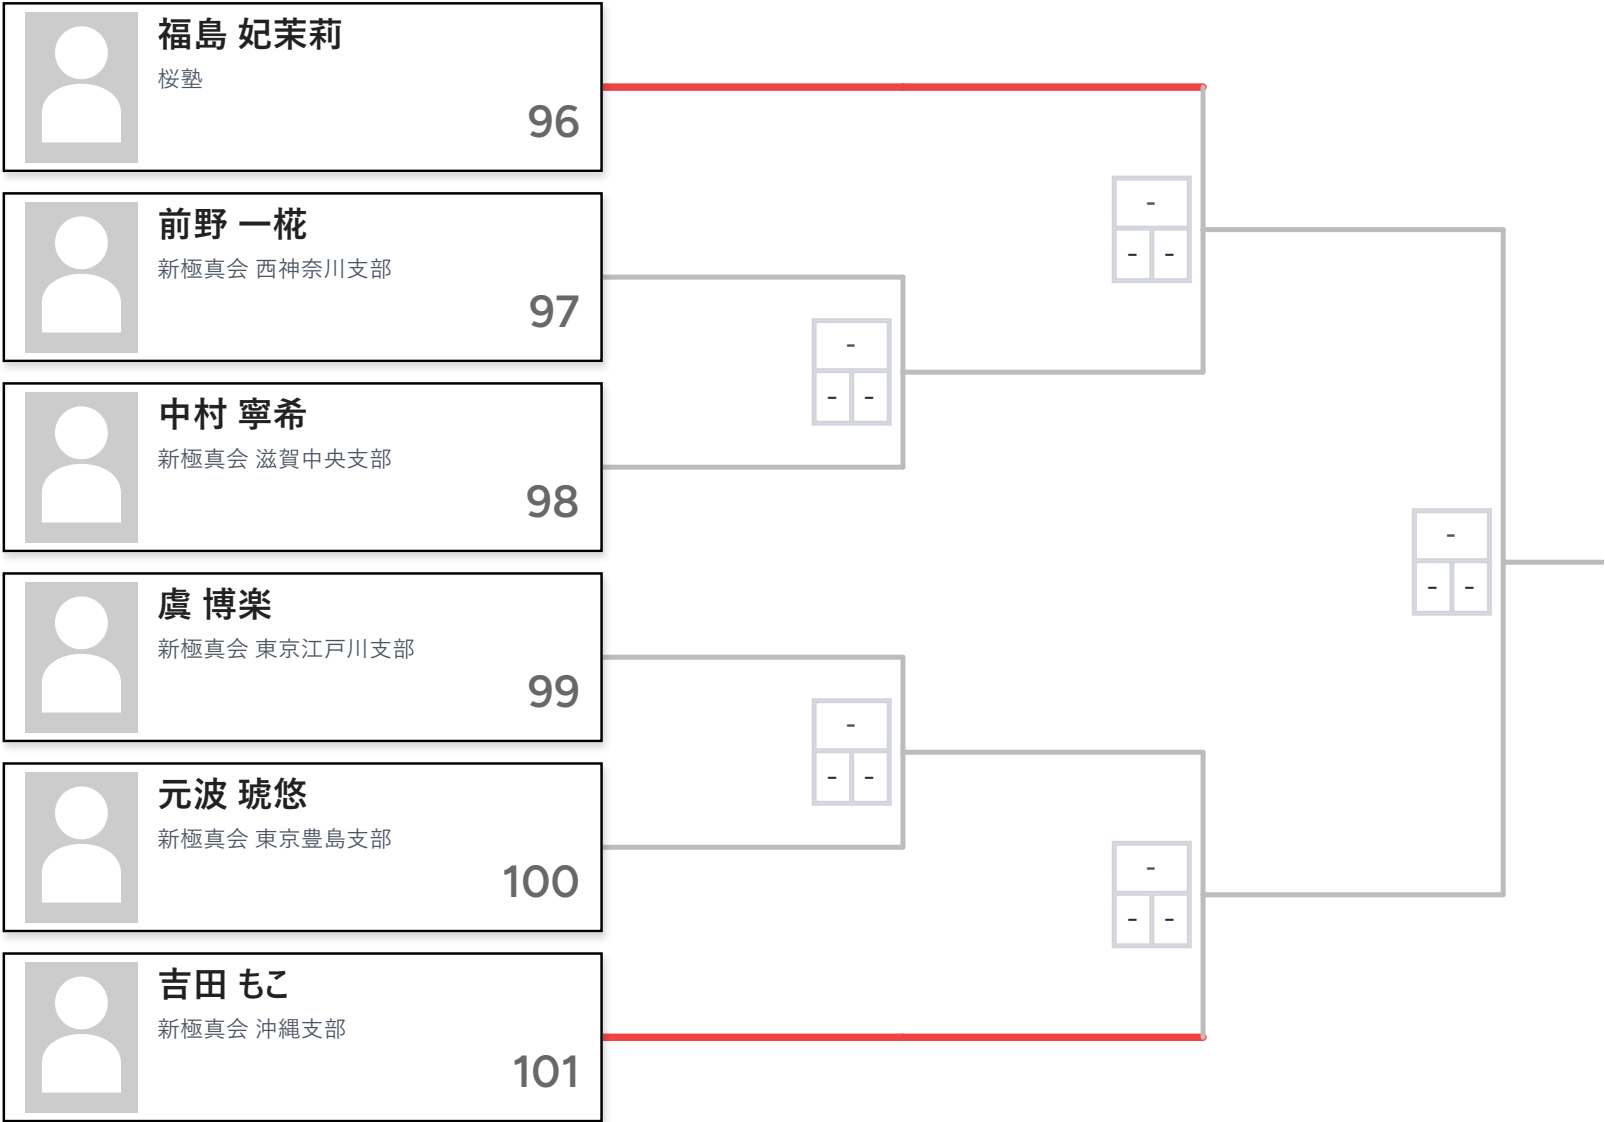 福島 妃茉莉
桜塾
96
前野 一椛
新極真会 西神奈川支部
97
中村 寧希
新極真会 滋賀中央支部
98
虞 博楽
新極真会 東京江戸川支部
99
元波 琥悠
新極真会 東京豊島支部
100
吉田 もこ
新極真会 沖縄支部
101
-
- -
-
- -
-
- -
-
- -
-
- -